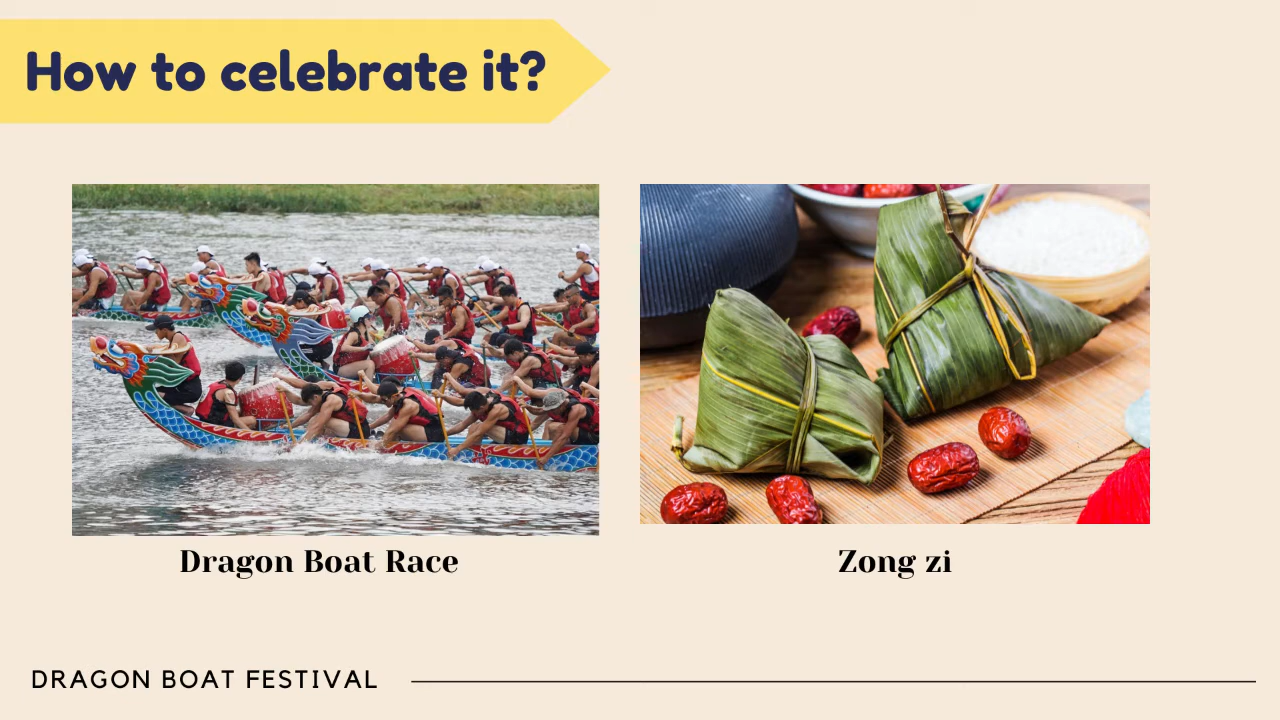 How to celebrate it?
Dragon Boat Race
Zong zi
DRAGON BOAT FESTIVAL